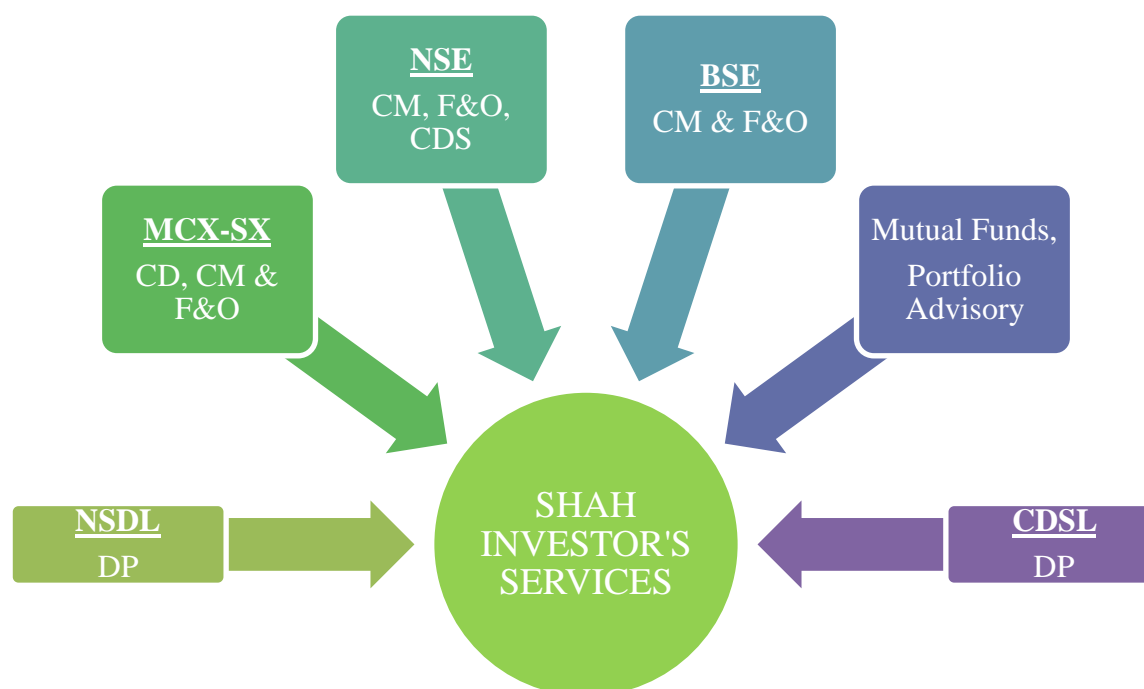 NSE
CM, F&O,
CDS
BSE
CM & F&O
MCX-SX
CD, CM &
F&O
Mutual Funds,
Portfolio
Advisory
NSDL
DP
SHAH
INVESTOR'S
SERVICES
CDSL
DP